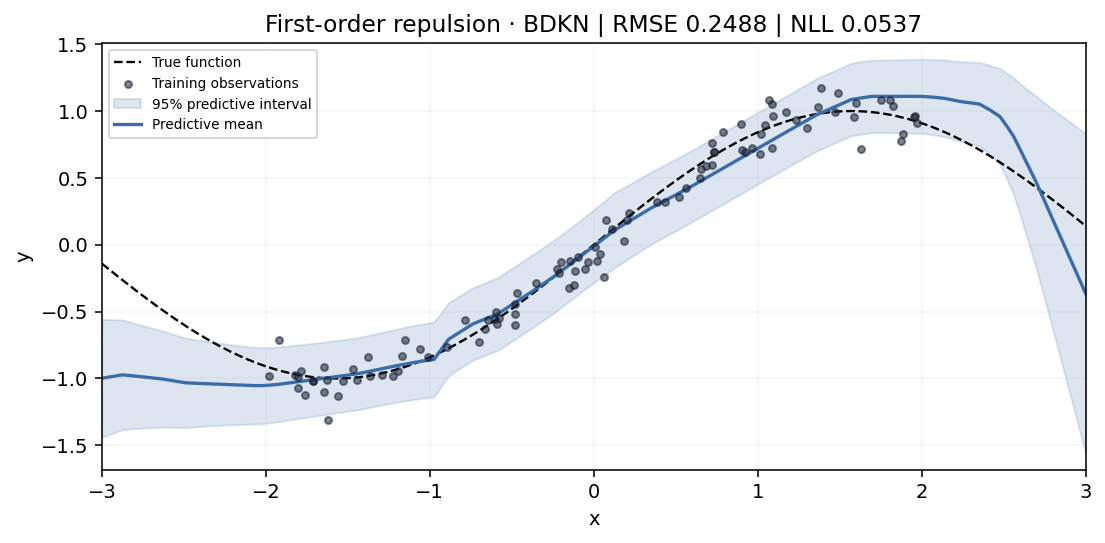 First-order repulsion · BDKN | RMSE 0.2488 | NLL 0.0537
True function
Training observations
95% predictive interval
Predictive mean
1.5
1.0
0.5
0.0
−0.5
−1.0
−1.5
y
−3
−2
−1
0
1
2
3
x